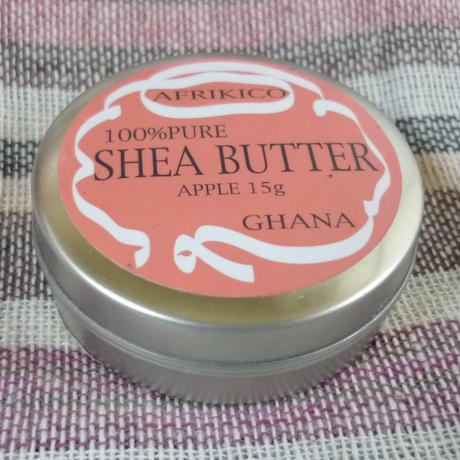 AFRIKICO
100%PURE
SHEA BUTTER
APPLE 15g
GHANA